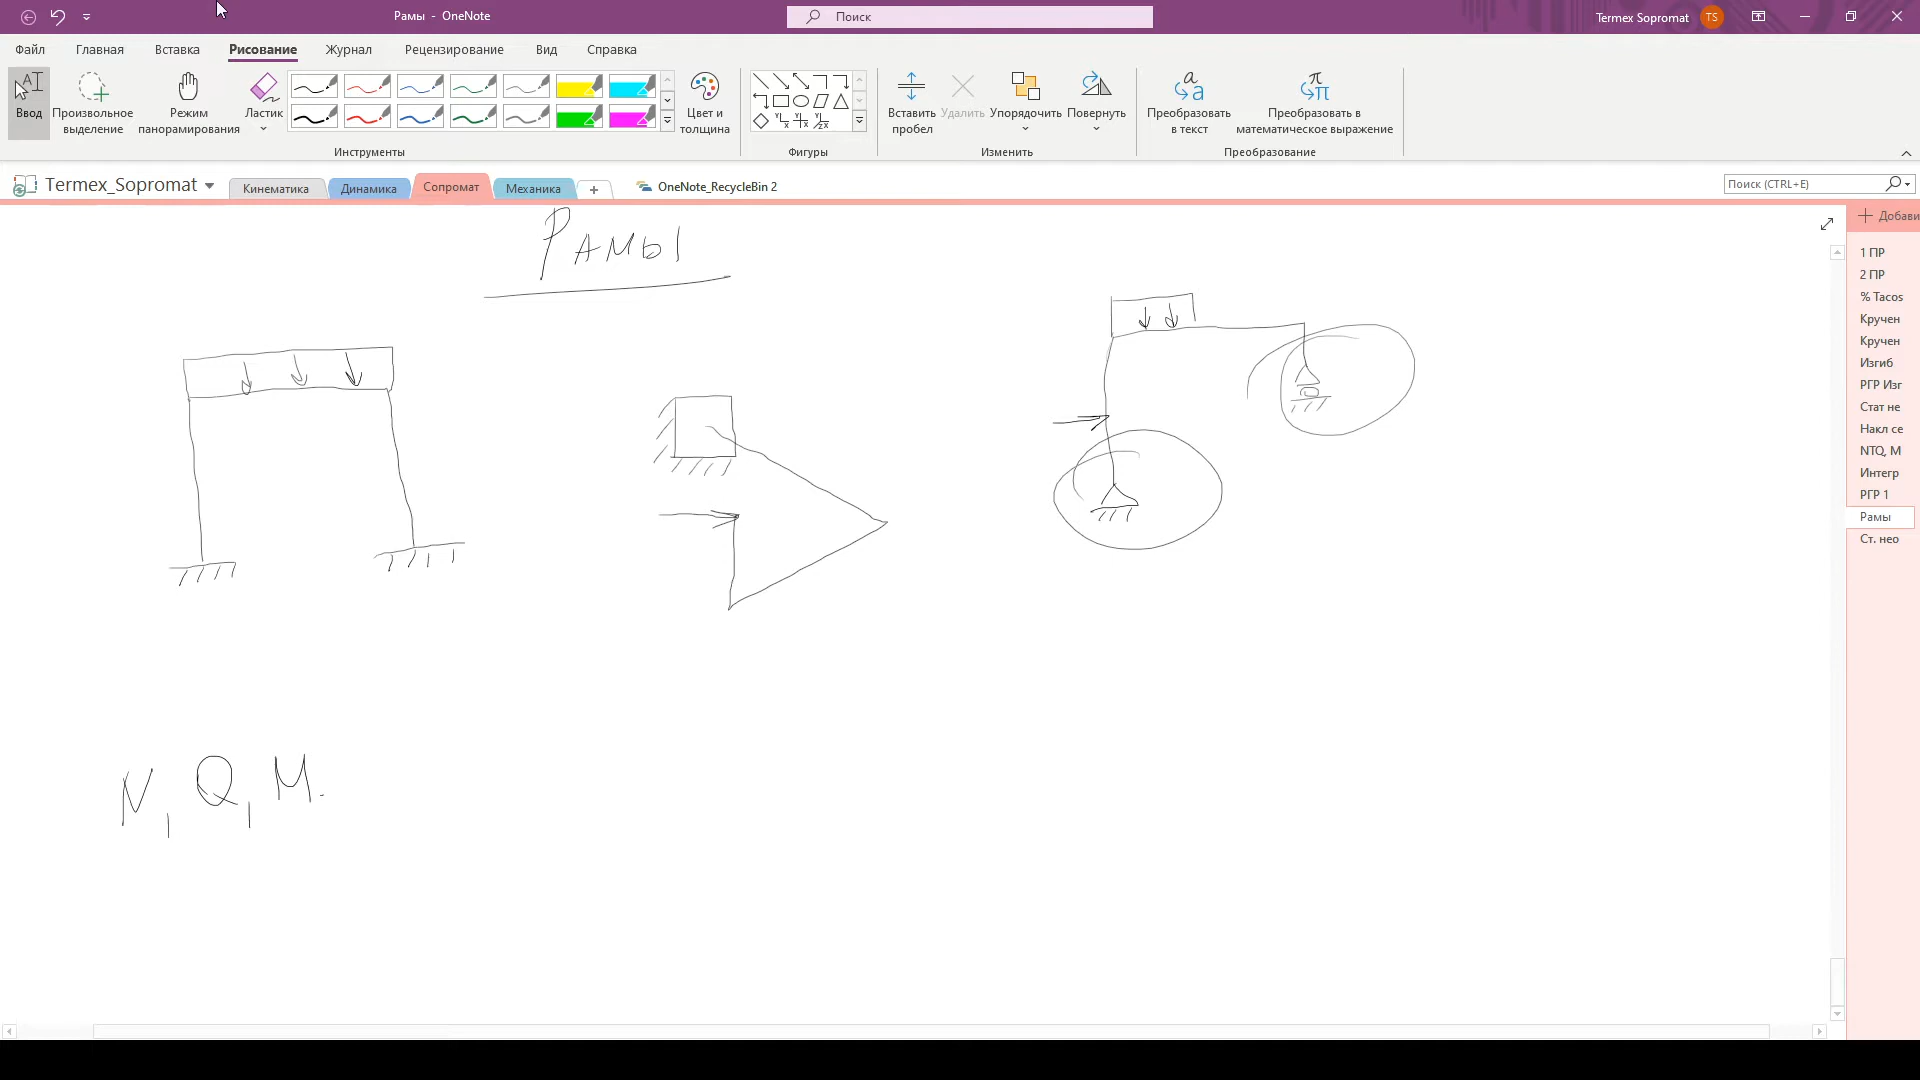 Рамы - OneNote
Поиск
Termex Sopromat
TS
Файл
Главная
Вставка
Рисование
Журнал
Рецензирование
Вид
Справка
Ввод
Произвольное выделение
Режим панорамирования
Ластик
Цвет и толщина
Инструменты
Фигуры
Вставить пробел
Удалить
Упорядочить
Повернуть
Изменить
Преобразовать в текст
Преобразовать в математическое выражение
Преобразование
Termex_Sopromat
Кинематика
Динамика
Сопромат
Механика
OneNote_RecycleBin 2
Поиск (CTRL+E)
Добави
1 ПР
2 ПР
% Tacos
Кручен
Кручен
Изгиб
РГР Изг
Стат не
Накл се
NTQ, M
Интегр
РГР 1
Рамы
Ст. нео
Рамы
N, Q, M.